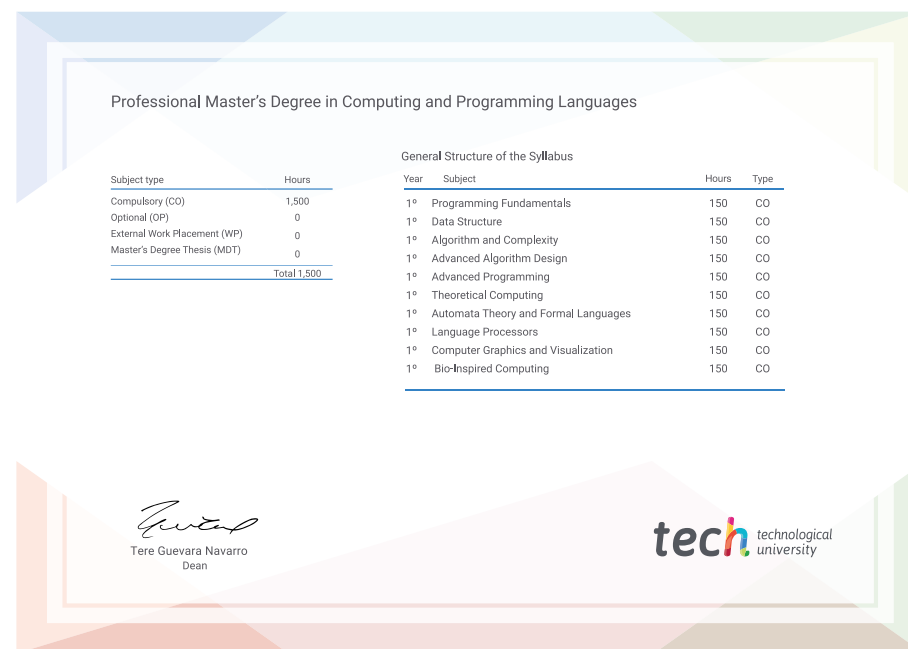 Professional Master's Degree in Computing and Programming Languages
General Structure of the Syllabus
Subject type Hours
Compulsory (CO) 1,500
Optional (OP) 0
External Work Placement (WP) 0
Master's Degree Thesis (MDT) 0
Total 1,500
Year Subject Hours Type
1º Programming Fundamentals 150 CO
1º Data Structure 150 CO
1º Algorithm and Complexity 150 CO
1º Advanced Algorithm Design 150 CO
1º Advanced Programming 150 CO
1º Theoretical Computing 150 CO
1º Automata Theory and Formal Languages 150 CO
1º Language Processors 150 CO
1º Computer Graphics and Visualization 150 CO
1º Bio-Inspired Computing 150 CO
Tere Guevara Navarro
Dean
tech technological
university